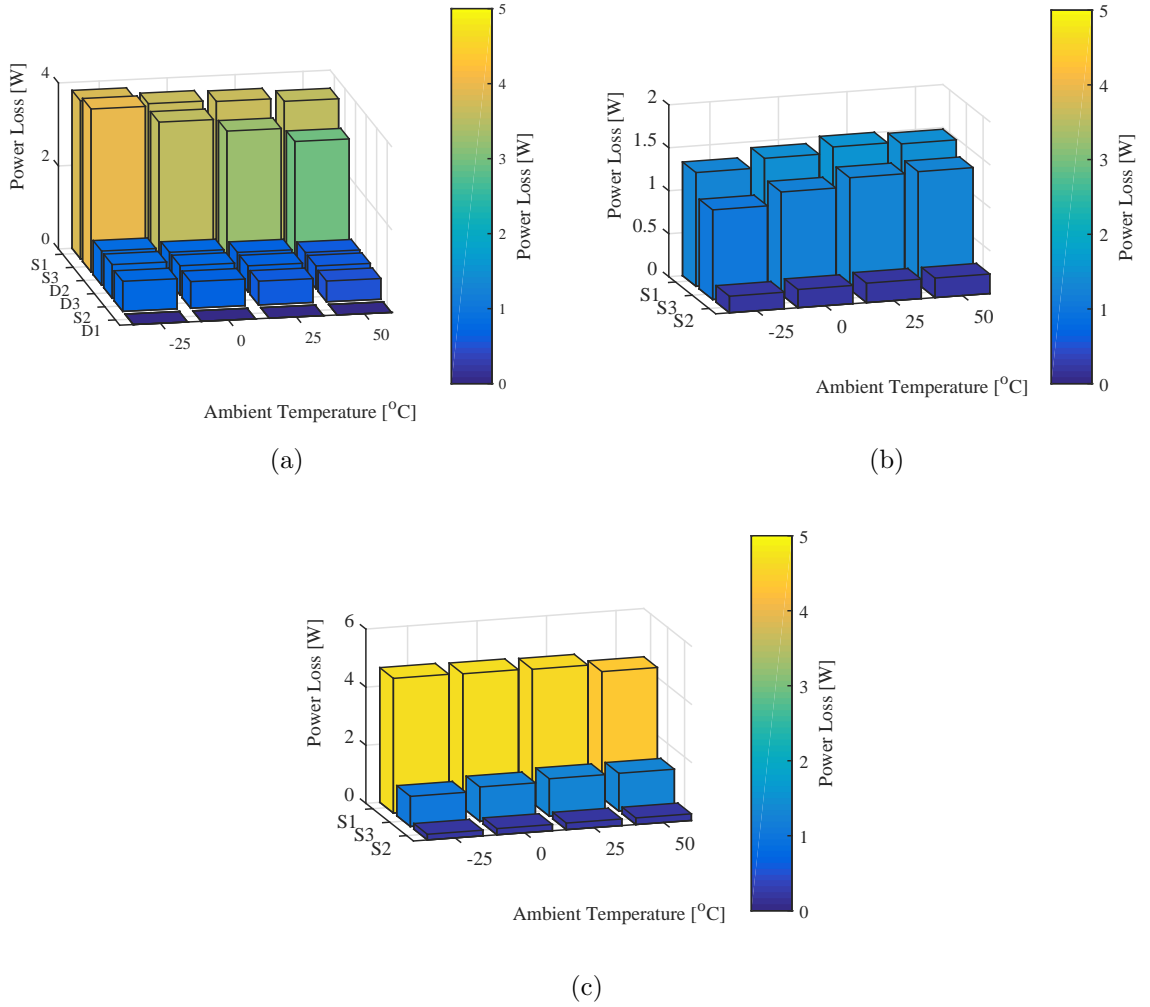 4
2
0
Power Loss [W]
S1
S3
D2
D3
S2
D1
-25
0
25
50
Ambient Temperature [°C]
5
4
3
2
1
0
Power Loss [W]
(a)
2
1.5
1
0.5
0
Power Loss [W]
S1
S3
S2
-25
0
25
50
Ambient Temperature [°C]
5
4
3
2
1
0
Power Loss [W]
(b)
6
4
2
0
Power Loss [W]
S1
S3
S2
-25
0
25
50
Ambient Temperature [°C]
5
4
3
2
1
0
Power Loss [W]
(c)